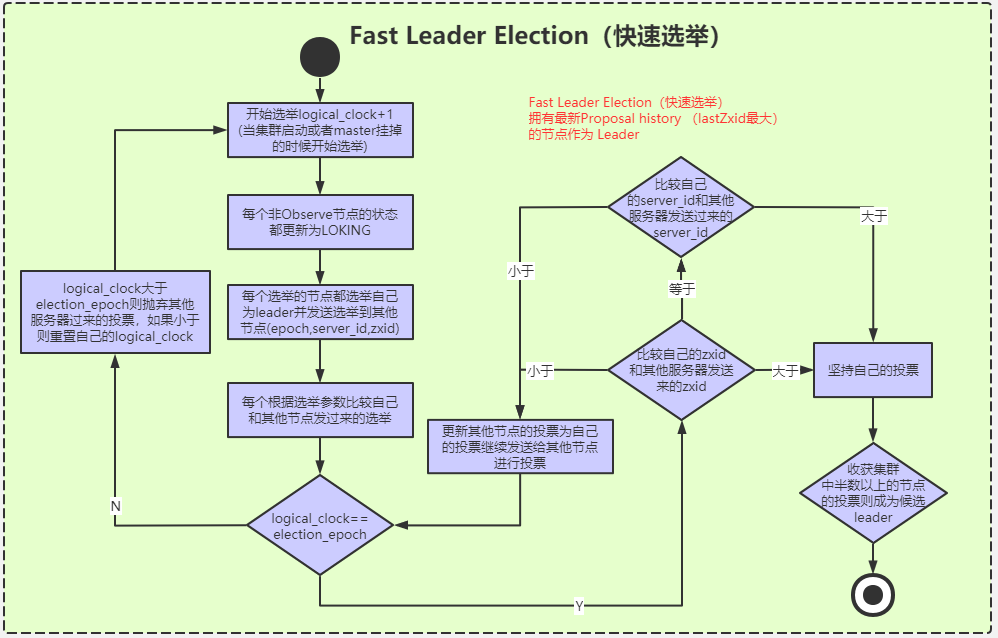 Fast Leader Election（快速选举）
开始选举logical_clock+1
(当集群启动或者master挂掉
的时候开始选举)
Fast Leader Election（快速选举）
拥有最新Proposal history （lastZxid最大）
的节点作为 Leader
每个非Observe节点的状态
都更新为LOKING
比较自己
的server_id和其他
服务器发送过来的
server_id
大于
小于
等于
logical_clock大于
election_epoch则抛弃其他
服务器过来的投票，如果小于
则重置自己的logical_clock
每个选举的节点都选举自己
为leader并发送选举到其他
节点(epoch,server_id,zxid)
比较自己的zxid
和其他服务器发送
来的zxid
小于
大于
坚持自己的投票
每个根据选举参数比较自己
和其他节点发过来的选举
更新其他节点的投票为自己
的投票继续发送给其他节点
进行投票
收获集群
中半数以上的节点
的投票则成为候选
leader
logical_clock==
election_epoch
N
Y